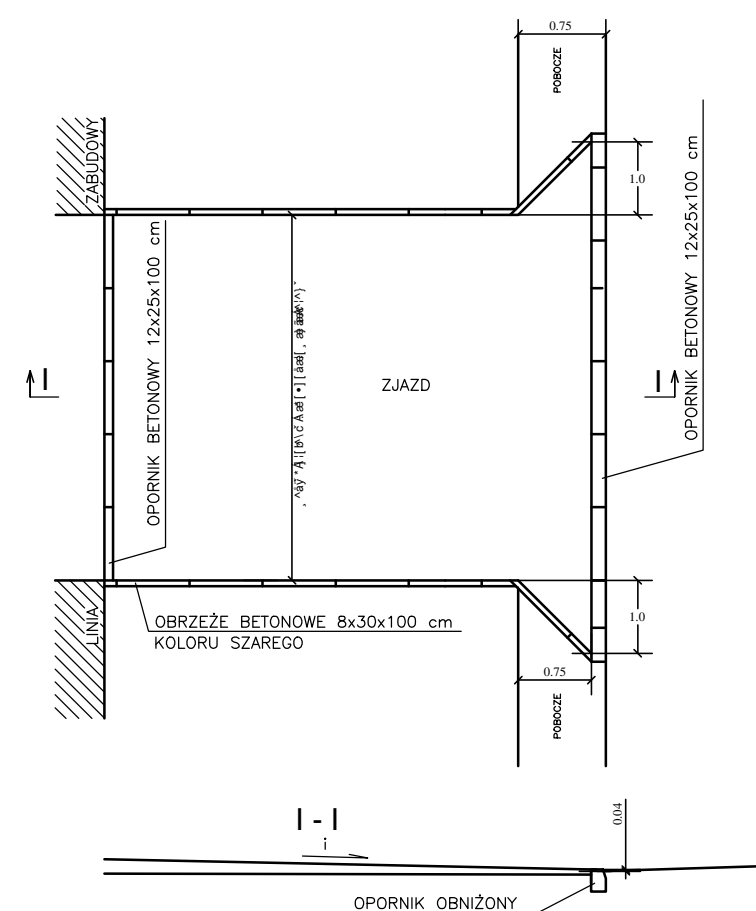 0.75
POBOCZE
ZABUDOWY
1.0
OPORNIK BETONOWY 12x25x100 cm
OPORNIK BETONOWY 12x25x100 cm
ZJAZD
I
I
LINIA
OBRZEŻE BETONOWE 8x30x100 cm
KOLORU SZAREGO
1.0
0.75
POBOCZE
I - I
i
0.04
OPORNIK OBNIŻONY